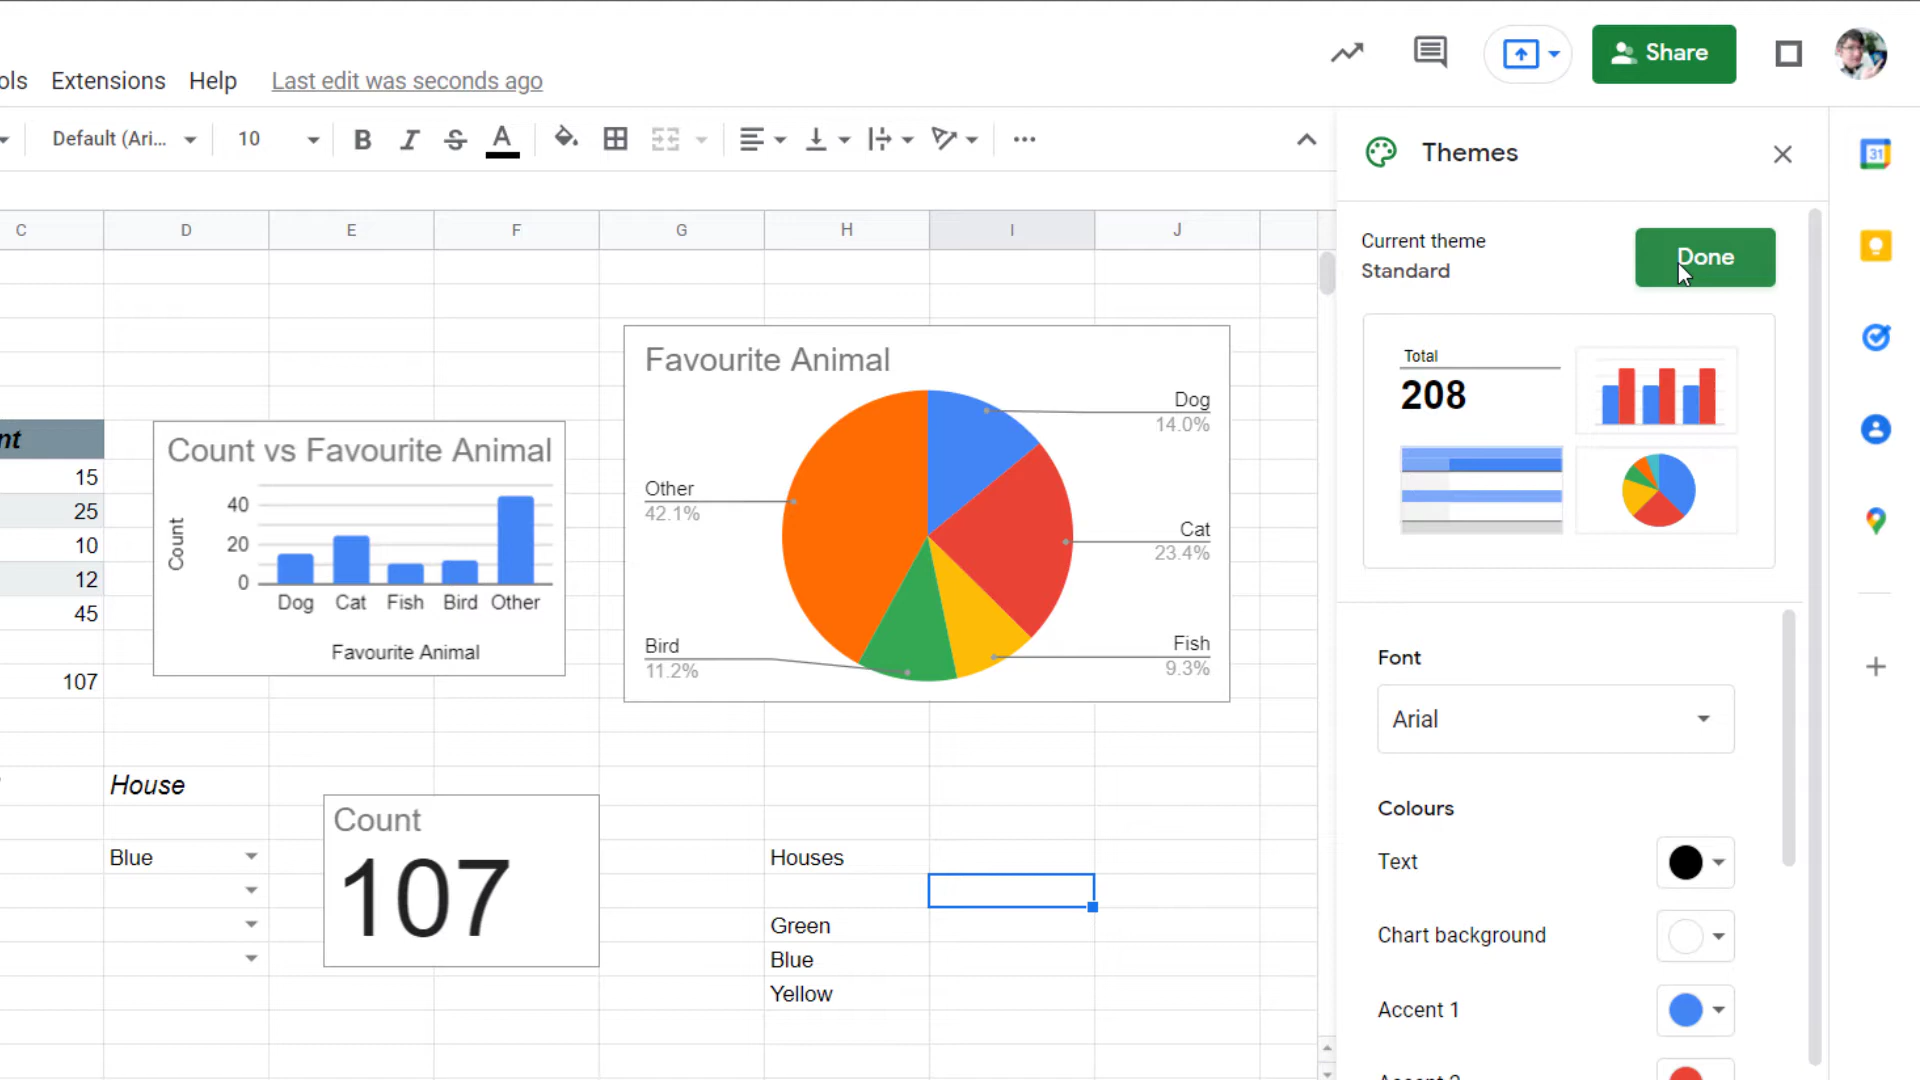 ols Extensions Help Last edit was seconds ago
Share
Default (Ari... 10 B I S A
Themes
31
C D E F G H I J
Current theme
Standard
Done
Total
208
nt
15
25
10
12
45
107
Count vs Favourite Animal
Count
40
20
0
Dog Cat Fish Bird Other
Favourite Animal
Favourite Animal
Dog
14.0%
Other
42.1%
Cat
23.4%
Bird
11.2%
Fish
9.3%
Font
Arial
Colours
Text
Chart background
Accent 1
House
Blue
Count
107
Houses
Green
Blue
Yellow